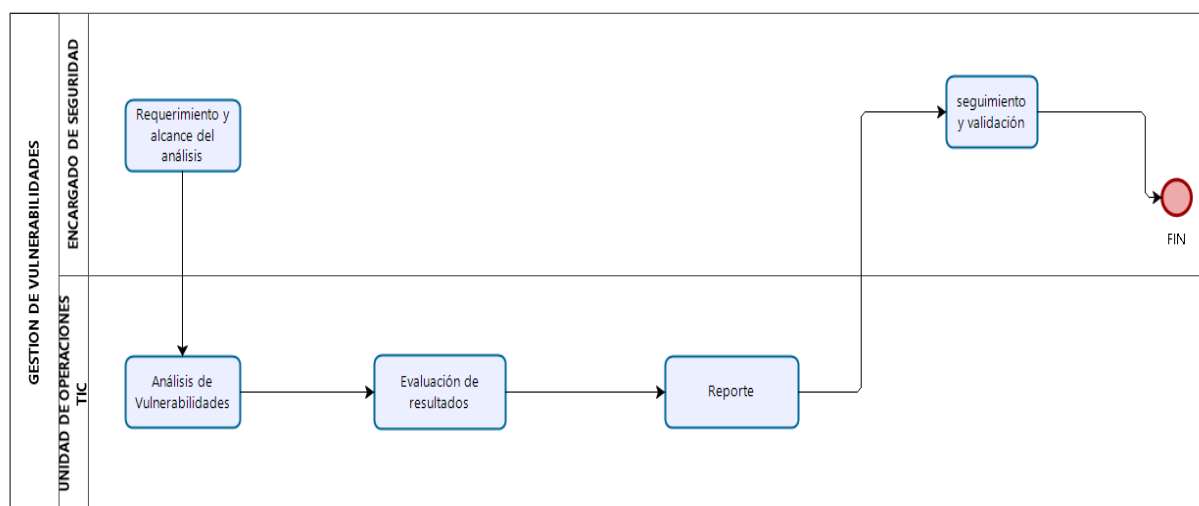 GESTION DE VULNERABILIDADES
ENCARGADO DE SEGURIDAD
Requerimiento y
alcance del
análisis
seguimiento
y validación
FIN
UNIDAD DE OPERACIONES
TIC
Análisis de
Vulnerabilidades
Evaluación de
resultados
Reporte